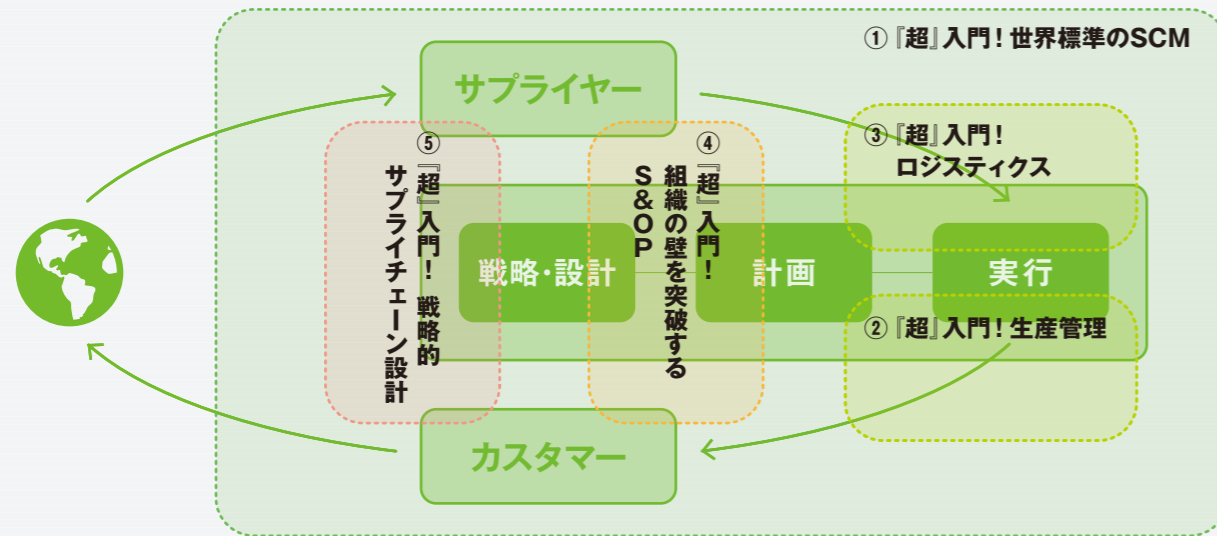 ①『超』入門！世界標準のSCM
サプライヤー
③『超』入門！
ロジスティクス
⑤『超』入門！ 戦略的
サプライチェーン設計
④『超』入門！
組織の壁を突破する
S&OP
戦略・設計
計画
実行
②『超』入門！生産管理
カスタマー